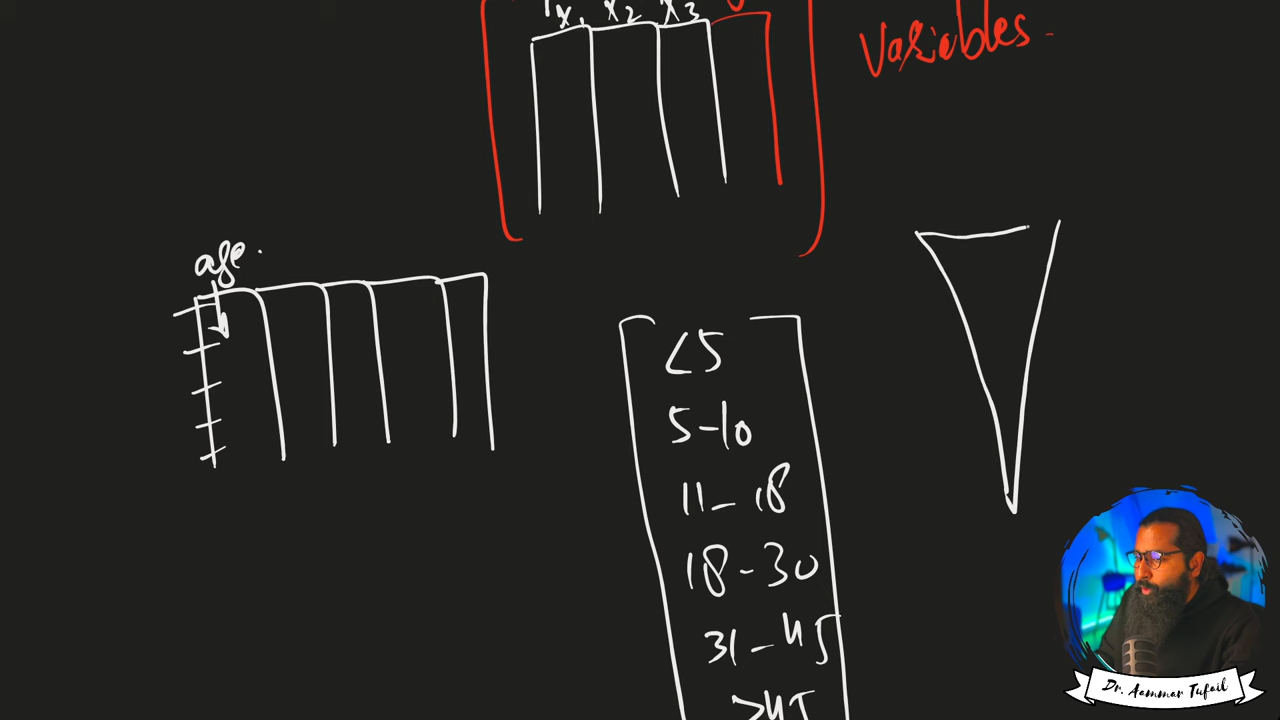 x₁ x₂ x₃
Variables.
age.
<5
5-10
11-18
18-30
31-45
>45
Dr. Aammar Tufail